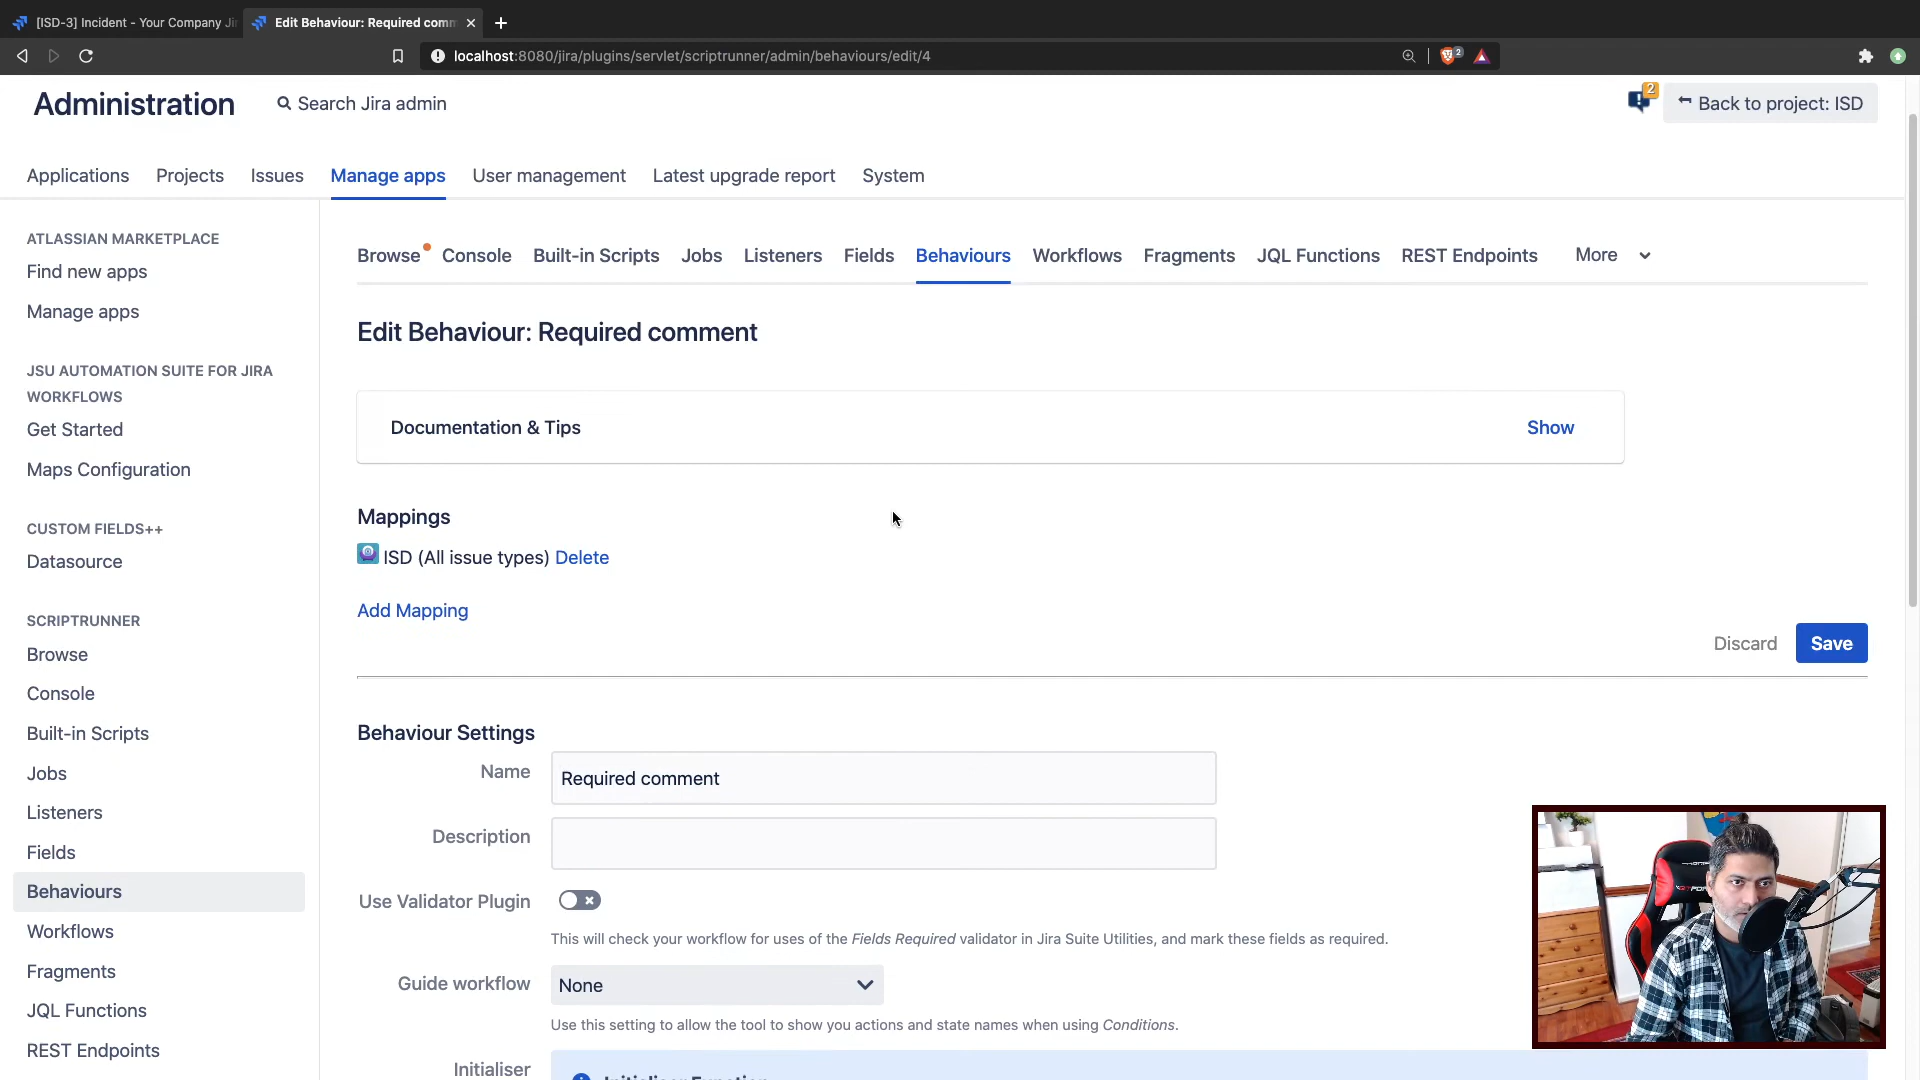 [ISD-3] Incident - Your Company Jir
Edit Behaviour: Required comm
localhost:8080/jira/plugins/servlet/scriptrunner/admin/behaviours/edit/4
2
Administration
Search Jira admin
2
Back to project: ISD
Applications
Projects
Issues
Manage apps
User management
Latest upgrade report
System
ATLASSIAN MARKETPLACE
Find new apps
Manage apps
JSU AUTOMATION SUITE FOR JIRA
WORKFLOWS
Get Started
Maps Configuration
CUSTOM FIELDS++
Datasource
SCRIPTRUNNER
Browse
Console
Built-in Scripts
Jobs
Listeners
Fields
Behaviours
Workflows
Fragments
JQL Functions
REST Endpoints
Browse
Console
Built-in Scripts
Jobs
Listeners
Fields
Behaviours
Workflows
Fragments
JQL Functions
REST Endpoints
More
Edit Behaviour: Required comment
Documentation & Tips
Show
Mappings
ISD (All issue types) Delete
Add Mapping
Discard
Save
Behaviour Settings
Name
Required comment
Description
Use Validator Plugin
This will check your workflow for uses of the Fields Required validator in Jira Suite Utilities, and mark these fields as required.
Guide workflow
None
Use this setting to allow the tool to show you actions and state names when using Conditions.
Initialiser
Initialiser Function